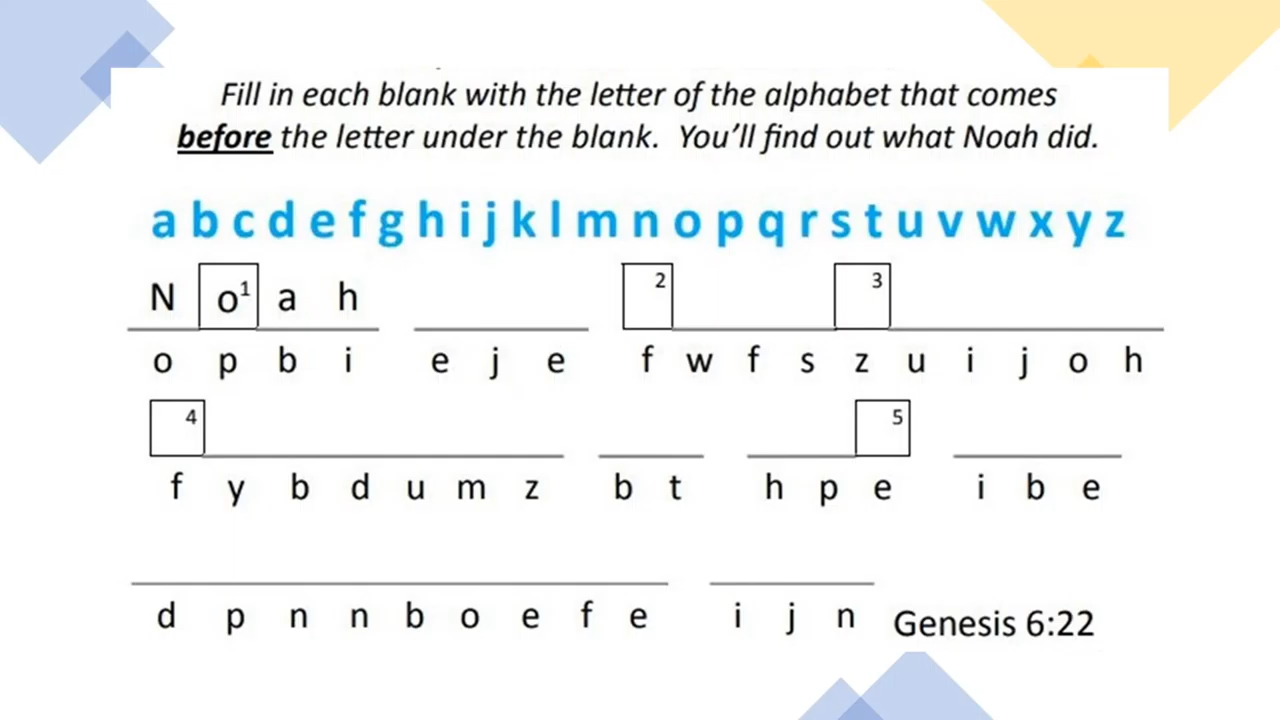 Fill in each blank with the letter of the alphabet that comes
before the letter under the blank. You'll find out what Noah did.
a b c d e f g h i j k l m n o p q r s t u v w x y z
N o¹ a h 2 3
o p b i e j e f w f s z u i j o h
4 5
f y b d u m z b t h p e i b e
d p n n b o e f e i j n Genesis 6:22